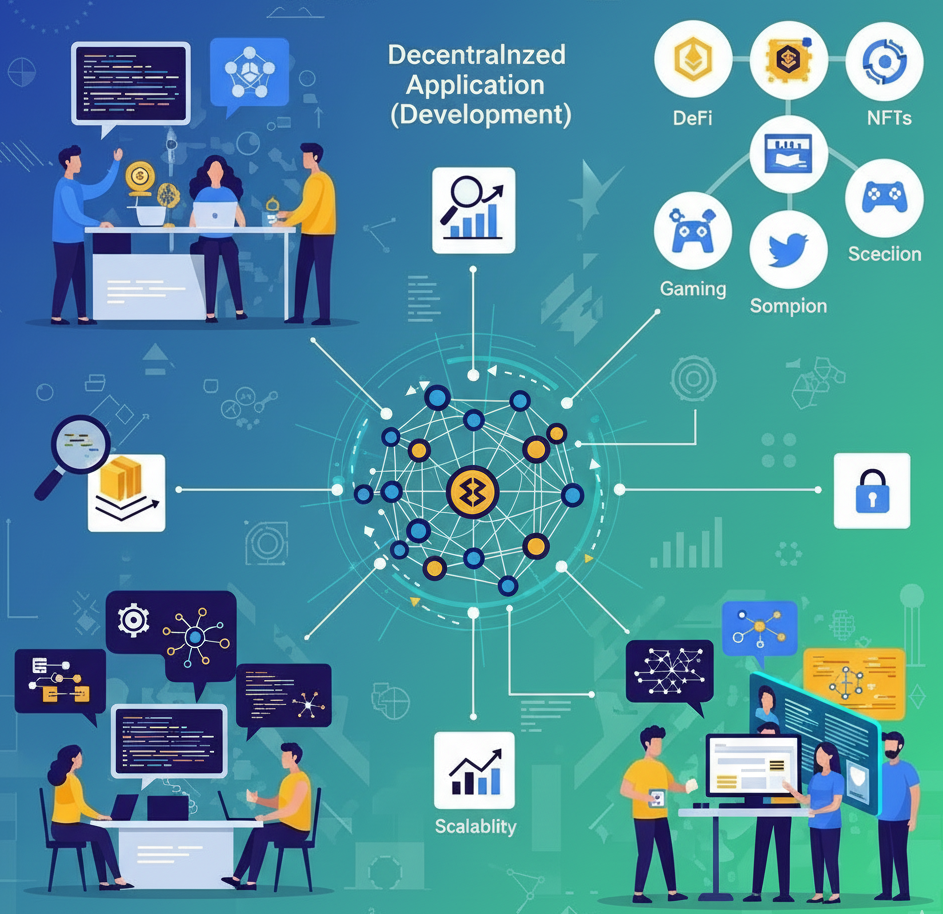 Decentralnzed
Application
(Development)
DeFi
NFTs
Gaming
Sompion
Sceciion
Scalablity